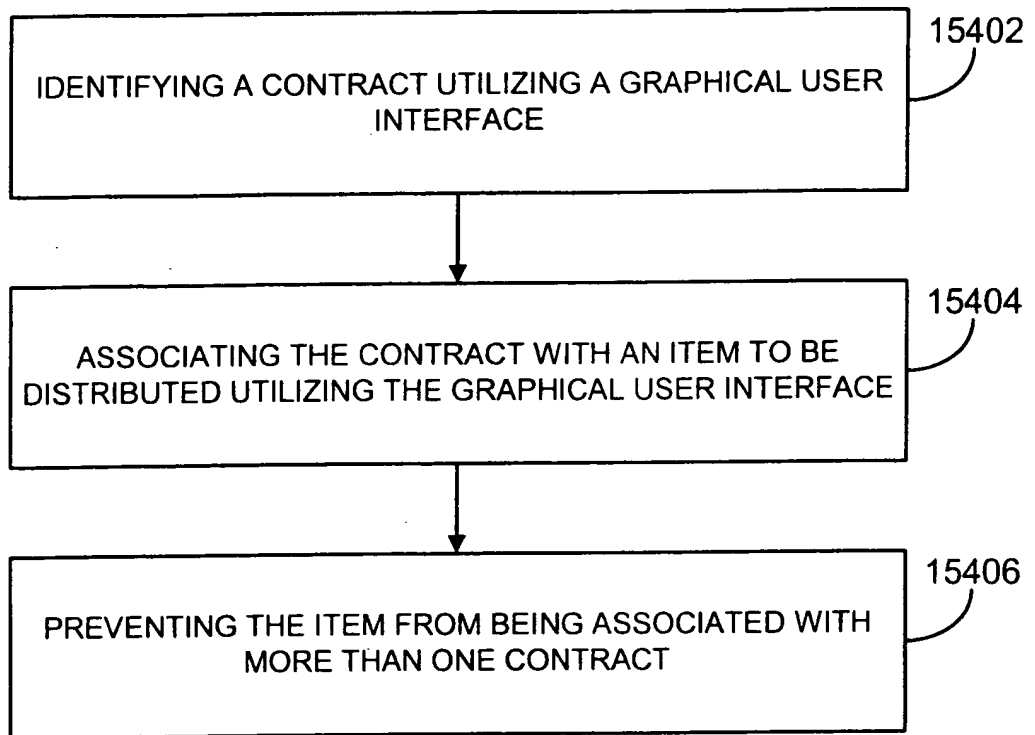 15402
IDENTIFYING A CONTRACT UTILIZING A GRAPHICAL USER
INTERFACE
15404
ASSOCIATING THE CONTRACT WITH AN ITEM TO BE
DISTRIBUTED UTILIZING THE GRAPHICAL USER INTERFACE
15406
PREVENTING THE ITEM FROM BEING ASSOCIATED WITH
MORE THAN ONE CONTRACT